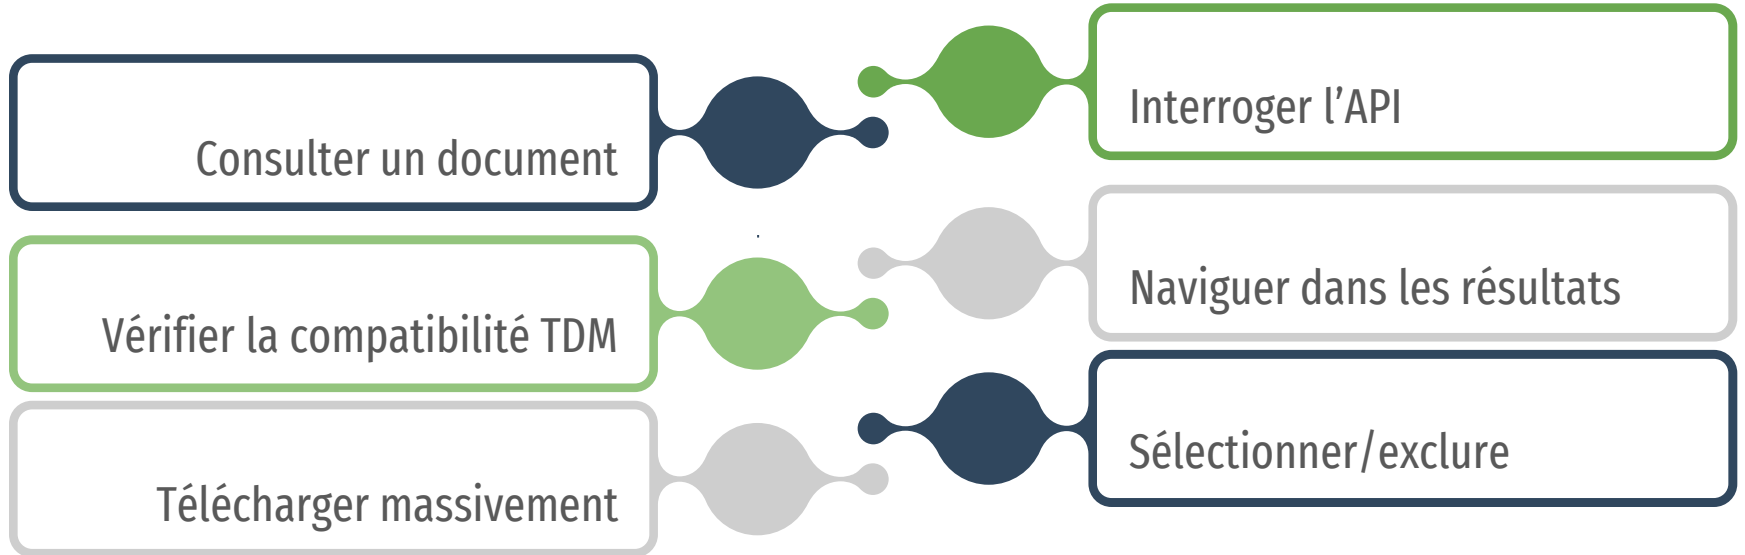 Interroger l’API
Consulter un document
Naviguer dans les résultats
Vérifier la compatibilité TDM
Sélectionner/exclure
Télécharger massivement